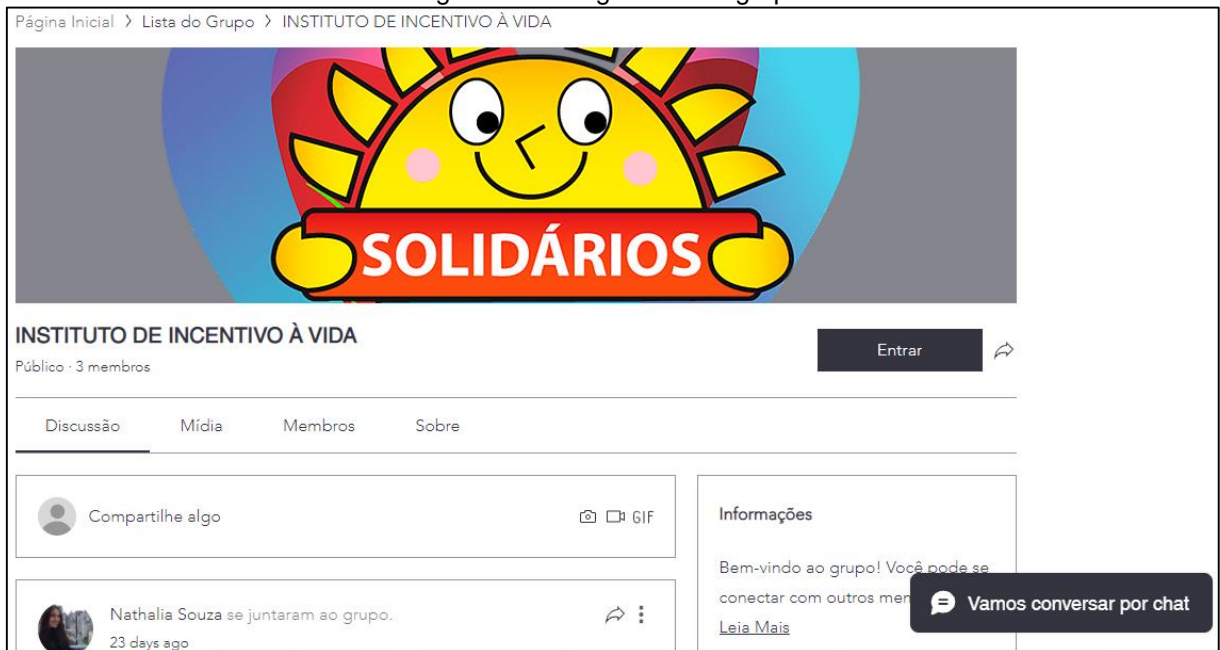 Página Inicial > Lista do Grupo > INSTITUTO DE INCENTIVO À VIDA
SOLIDÁRIOS
INSTITUTO DE INCENTIVO À VIDA
Público · 3 membros
Entrar
Discussão Mídia Membros Sobre
Compartilhe algo
GIF
Nathalia Souza se juntaram ao grupo.
23 days ago
Informações
Bem-vindo ao grupo! Você pode se
conectar com outros
Leia Mais
Vamos conversar por chat